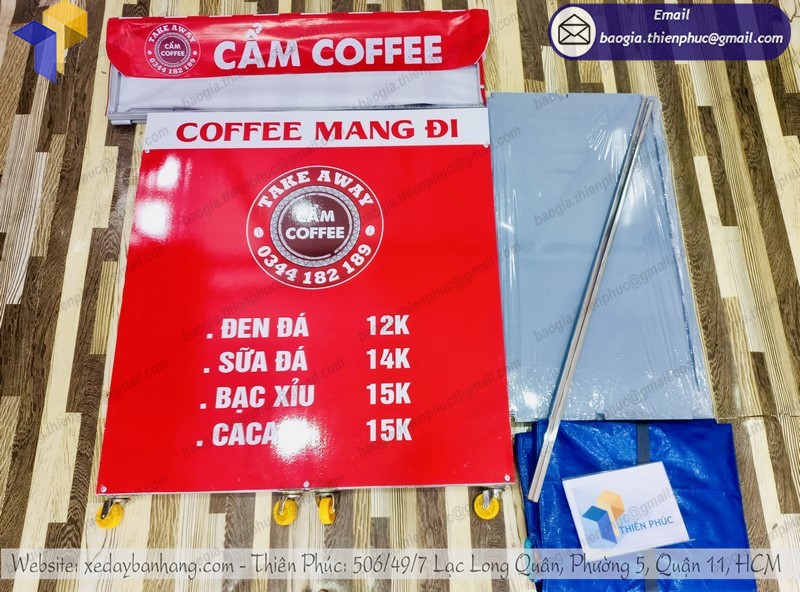 Email
baogia.thienphuc@gmail.com
TAKE AWAY
CẨM
COFFEE
0344 182 189
CẨM COFFEE
COFFEE MANG ĐI
TAKE AWAY
CẨM
COFFEE
0344 182 189
. ĐEN ĐÁ 12K
. SỮA ĐÁ 14K
. BẠC XỈU 15K
. 15K
THIÊN PHÚC
Website: xedaybanhang.com - Thiên Phúc: 506/49/7 Lạc Long Quân, Phường 5, Quận 11, HCM